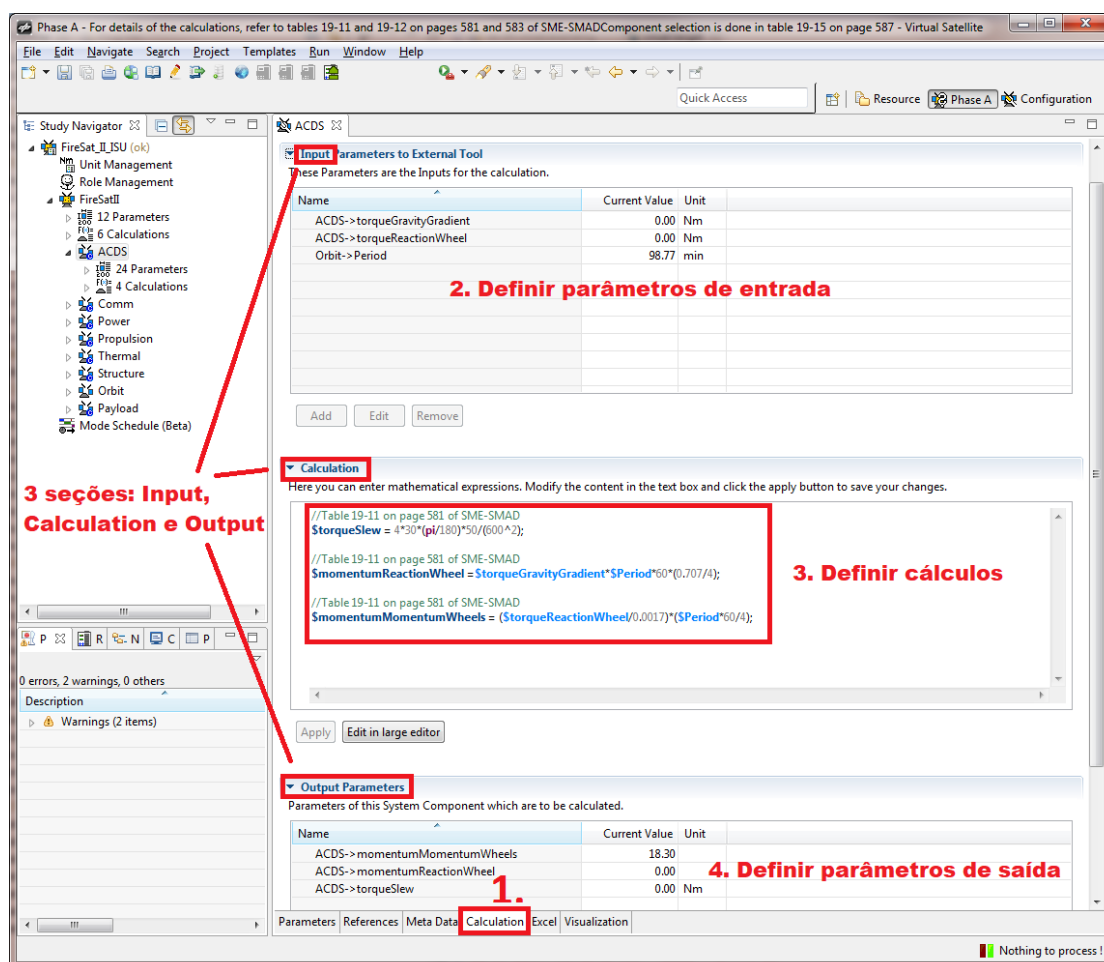 Phase A - For details of the calculations, refer to tables 19-11 and 19-12 on pages 581 and 583 of SME-SMADComponent selection is done in table 19-15 on page 587 - Virtual Satellite
File Edit Navigate Search Project Templates Run Window Help
Quick Access
Resource Phase A Configuration
Study Navigator
FireSat_II_ISU (ok)
Unit Management
Role Management
FireSatII
12 Parameters
6 Calculations
ACDS
24 Parameters
4 Calculations
Comm
Power
Propulsion
Thermal
Structure
Orbit
Payload
Mode Schedule (Beta)
3 seções: Input,
Calculation e Output
P R N C P
0 errors, 2 warnings, 0 others
Description
Warnings (2 items)
ACDS
Input Parameters to External Tool
These Parameters are the Inputs for the calculation.
Name Current Value Unit
ACDS->torqueGravityGradient 0.00 Nm
ACDS->torqueReactionWheel 0.00 Nm
Orbit->Period 98.77 min
2. Definir parâmetros de entrada
Add Edit Remove
Calculation
Here you can enter mathematical expressions. Modify the content in the text box and click the apply button to save your changes.
//Table 19-11 on page 581 of SME-SMAD
$torqueSlew = 4*30*(pi/180)*50/(600^2);
//Table 19-11 on page 581 of SME-SMAD
$momentumReactionWheel =$torqueGravityGradient*$Period*60*(0.707/4);
//Table 19-11 on page 581 of SME-SMAD
$momentumMomentumWheels = ($torqueReactionWheel/0.0017)*($Period*60/4);
3. Definir cálculos
Apply Edit in large editor
Output Parameters
Parameters of this System Component which are to be calculated.
Name Current Value Unit
ACDS->momentumMomentumWheels 18.30
ACDS->momentumReactionWheel 0.00
ACDS->torqueSlew 0.00 Nm
4. Definir parâmetros de saída
1.
Parameters References Meta Data Calculation Excel Visualization
Nothing to process !